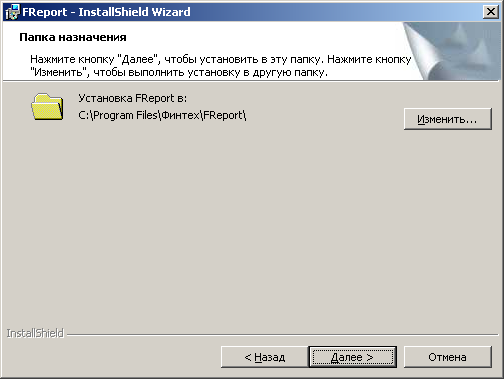 FReport - InstallShield Wizard
Папка назначения
Нажмите кнопку "Далее", чтобы установить в эту папку. Нажмите кнопку
"Изменить", чтобы выполнить установку в другую папку.
Установка FReport в:
C:\Program Files\Финтех\FReport\
Изменить...
InstallShield
< Назад
Далее >
Отмена